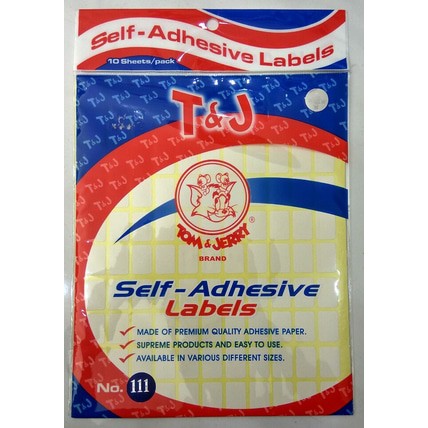 Self-Adhesive Labels
10 Sheets/pack
T&J
TOM & JERRY ®
BRAND
Self-Adhesive
Labels
✓ MADE OF PREMIUM QUALITY ADHESIVE PAPER.
✓ SUPREME PRODUCTS AND EASY TO USE.
✓ AVAILABLE IN VARIOUS DIFFERENT SIZES.
No. 111